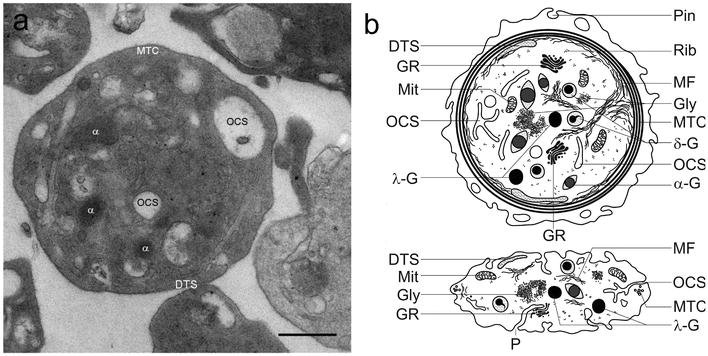 a
MTC
OCS
α
OCS
α
α
DTS
b
Pin
DTS
Rib
GR
MF
Mit
Gly
OCS
MTC
δ-G
OCS
λ-G
α-G
GR
DTS
MF
Mit
OCS
Gly
MTC
GR
λ-G
P